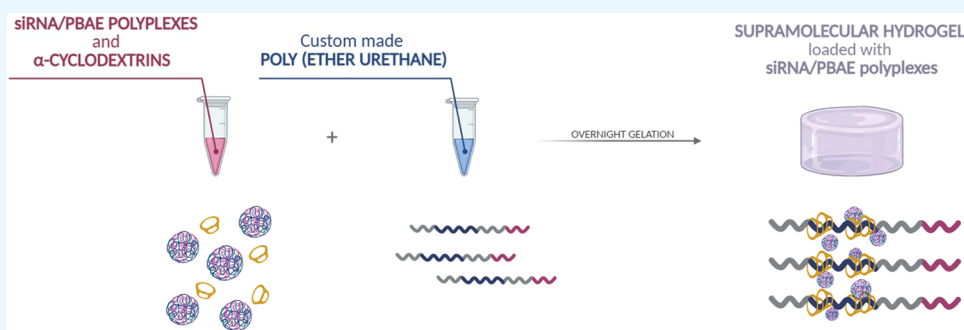 siRNA/PBAE POLYPLEXES
and
α-CYCLODEXTRINS
Custom made
POLY (ETHER URETHANE)
+
OVERNIGHT GELATION
SUPRAMOLECULAR HYDROGEL
loaded with
siRNA/PBAE polyplexes